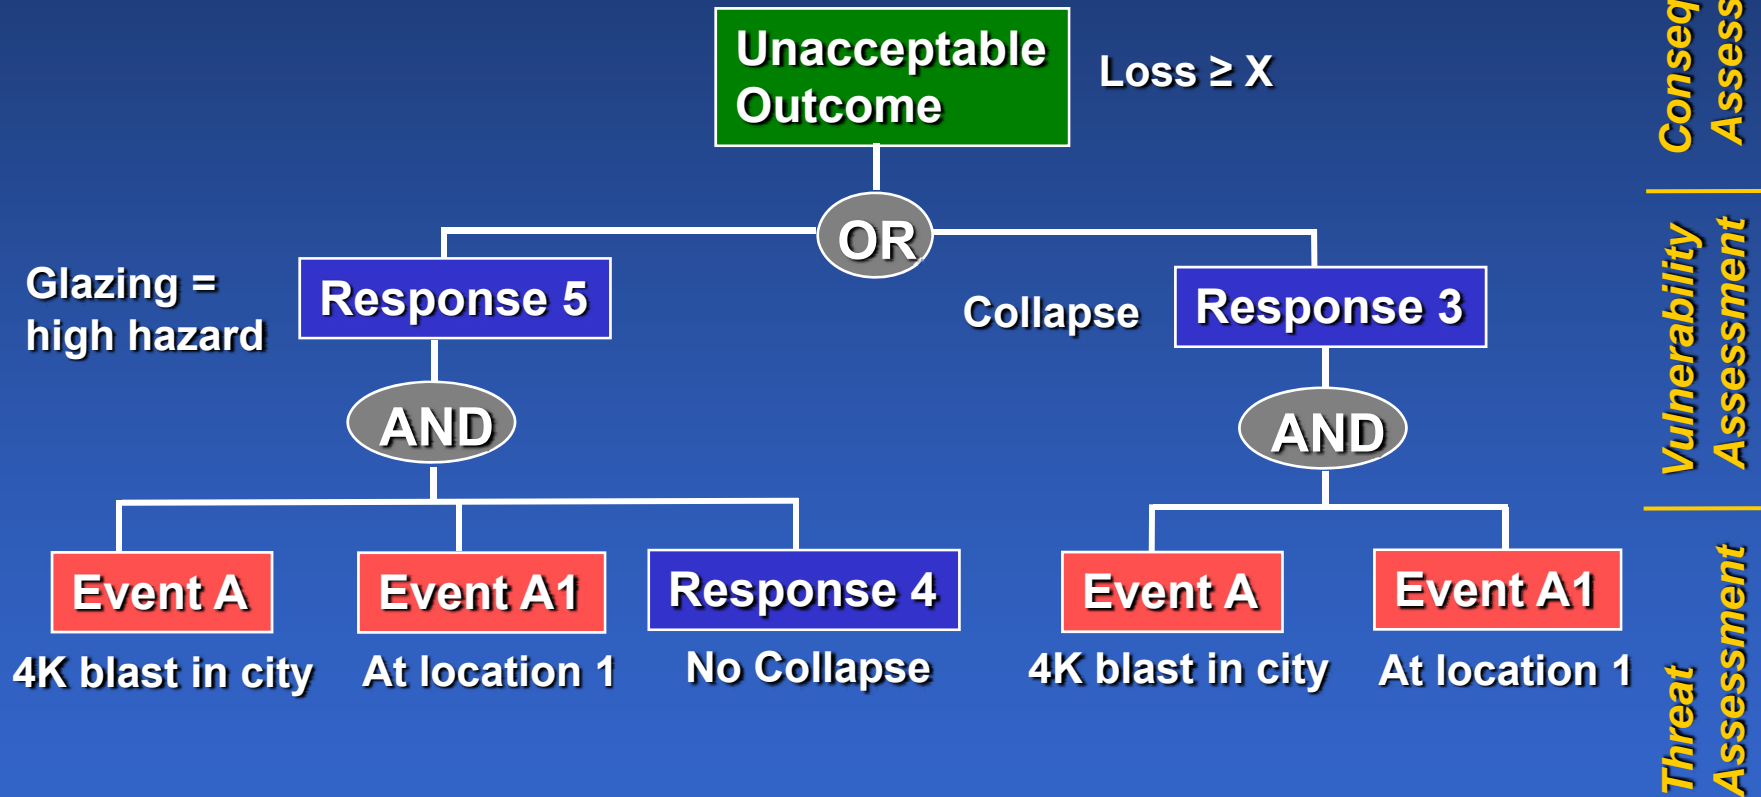 Unacceptable
Outcome
Loss ≥ X
OR
Glazing =
high hazard
Response 5
Collapse
Response 3
AND
AND
Event A
Event A1
Response 4
Event A
Event A1
4K blast in city
At location 1
No Collapse
4K blast in city
At location 1
Conseq
Assess
Vulnerability
Assessment
Threat
Assessment